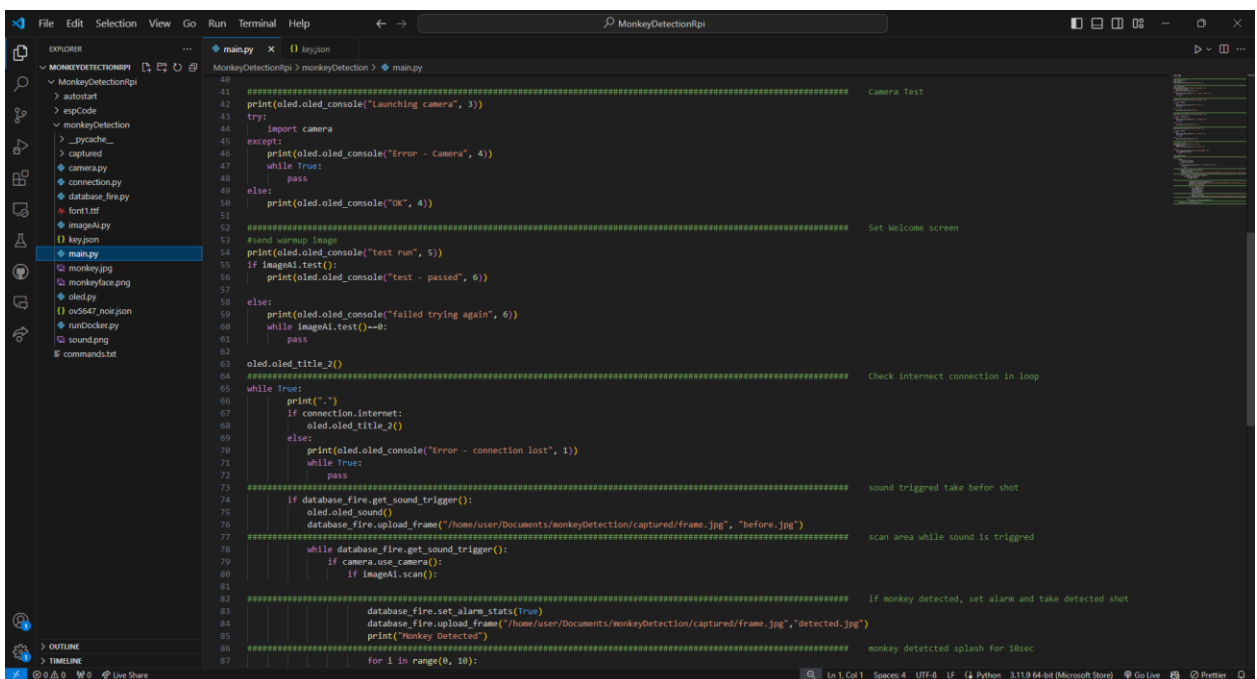 File Edit Selection View Go Run Terminal Help
MonkeyDetectionRpi
EXPLORER
MONKEYDETECTIONRPI
MonkeyDetectionRpi
autostart
espCode
monkeyDetection
__pycache__
captured
camera.py
connection.py
database_fire.py
font1.ttf
imageAi.py
key.json
main.py
monkey.jpg
monkeyface.png
oled.py
ov5647_noir.json
runDocker.py
sound.png
commands.txt
OUTLINE
TIMELINE
main.py key.json
MonkeyDetectionRpi > monkeyDetection > main.py
40
41 ######################################################################################################## Camera Test
42 print(oled.oled_console("Launching camera", 3))
43 try:
44 import camera
45 except:
46 print(oled.oled_console("Error - Camera", 4))
47 while True:
48 pass
49 else:
50 print(oled.oled_console("OK", 4))
51
52 ######################################################################################################## Set Welcome screen
53 #send warmup image
54 print(oled.oled_console("test run", 5))
55 if imageAi.test():
56 print(oled.oled_console("test - passed", 6))
57
58 else:
59 print(oled.oled_console("failed trying again", 6))
60 while imageAi.test()==0:
61 pass
62
63 oled.oled_title_2()
64 ######################################################################################################## Check internect connection in loop
65 while True:
66 print(".")
67 if connection.internet:
68 oled.oled_title_2()
69 else:
70 print(oled.oled_console("Error - connection lost", 1))
71 while True:
72 pass
73 ######################################################################################################## sound triggred take befor shot
74 if database_fire.get_sound_trigger():
75 oled.oled_sound()
76 database_fire.upload_frame("/home/user/Documents/monkeyDetection/captured/frame.jpg", "before.jpg")
77 ######################################################################################################## scan area while sound is triggred
78 while database_fire.get_sound_trigger():
79 if camera.use_camera():
80 if imageAi.scan():
81
82 ######################################################################################################## If monkey detected, set alarm and take detected shot
83 database_fire.set_alarm_stats(True)
84 database_fire.upload_frame("/home/user/Documents/monkeyDetection/captured/frame.jpg","detected.jpg")
85 print("Monkey Detected")
86 ######################################################################################################## monkey detetcted splash for 10sec
87 for i in range(0, 10):
0 0 0 Live Share Ln 1, Col 1 Spaces: 4 UTF-8 LF Python 3.11.9 64-bit (Microsoft Store) Go Live Prettier